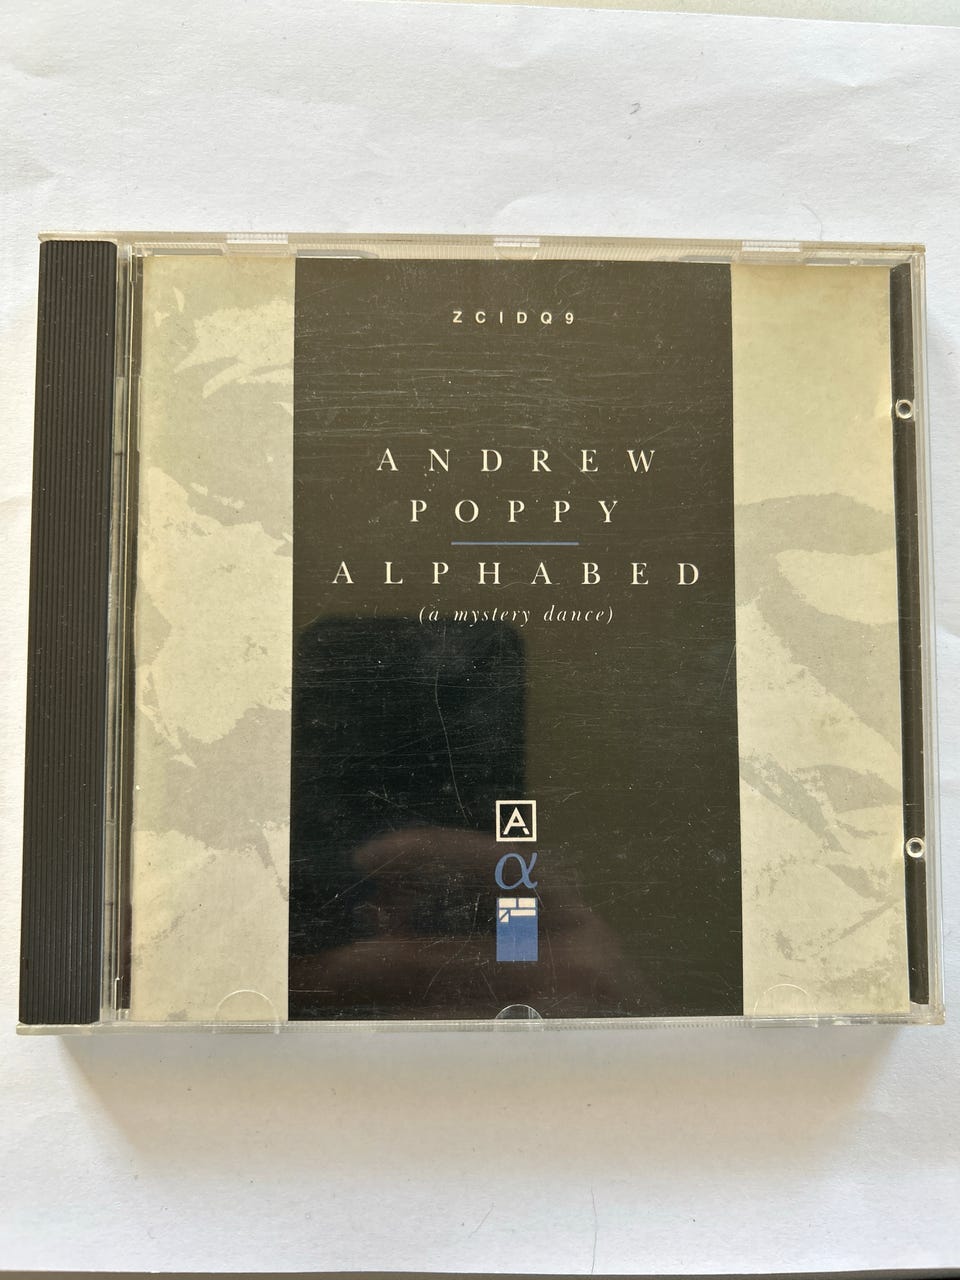 ZCIDQ9
ANDREW
POPPY
ALPHABED
(a mystery dance)
A
α